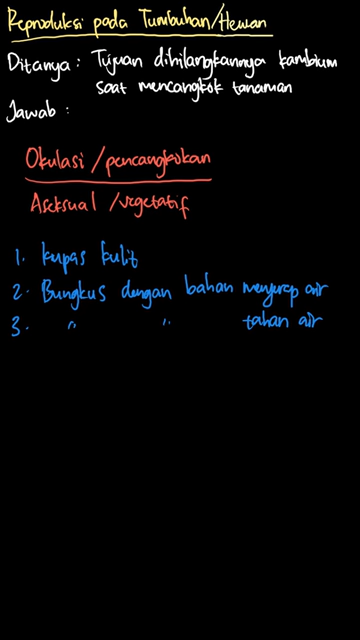 Reproduksi pada Tumbuhan/Hewan
Ditanya : Tujuan dihilangkannya kambium
saat mencangkok tanaman
Jawab :
Okulasi / pencangkokan
Aseksual / vegetatif
1. kupas kulit
2. Bungkus dengan bahan menyerap air
3. " " tahan air